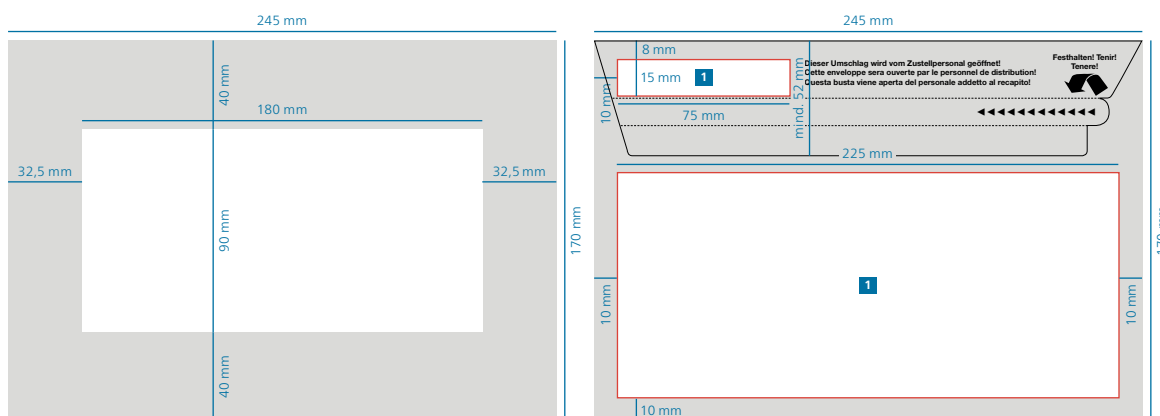 245 mm
40 mm
180 mm
32,5 mm
32,5 mm
90 mm
170 mm
40 mm
245 mm
8 mm
15 mm
1
10 mm
75 mm
mind. 52 mm
Dieser Umschlag wird vom Zustellpersonal geöffnet!
Cette enveloppe sera ouverte par le personnel de distribution!
Questa busta viene aperta del personale addetto al recapito!
Festhalten! Tenir!
Tenere!
225 mm
170 mm
1
10 mm
10 mm
10 mm